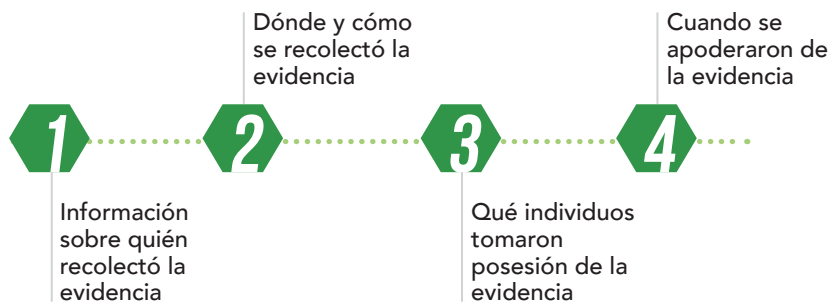 1
Información
sobre quién
recolectó la
evidencia
2
Dónde y cómo
se recolectó la
evidencia
3
Qué individuos
tomaron
posesión de la
evidencia
4
Cuando se
apoderaron de
la evidencia